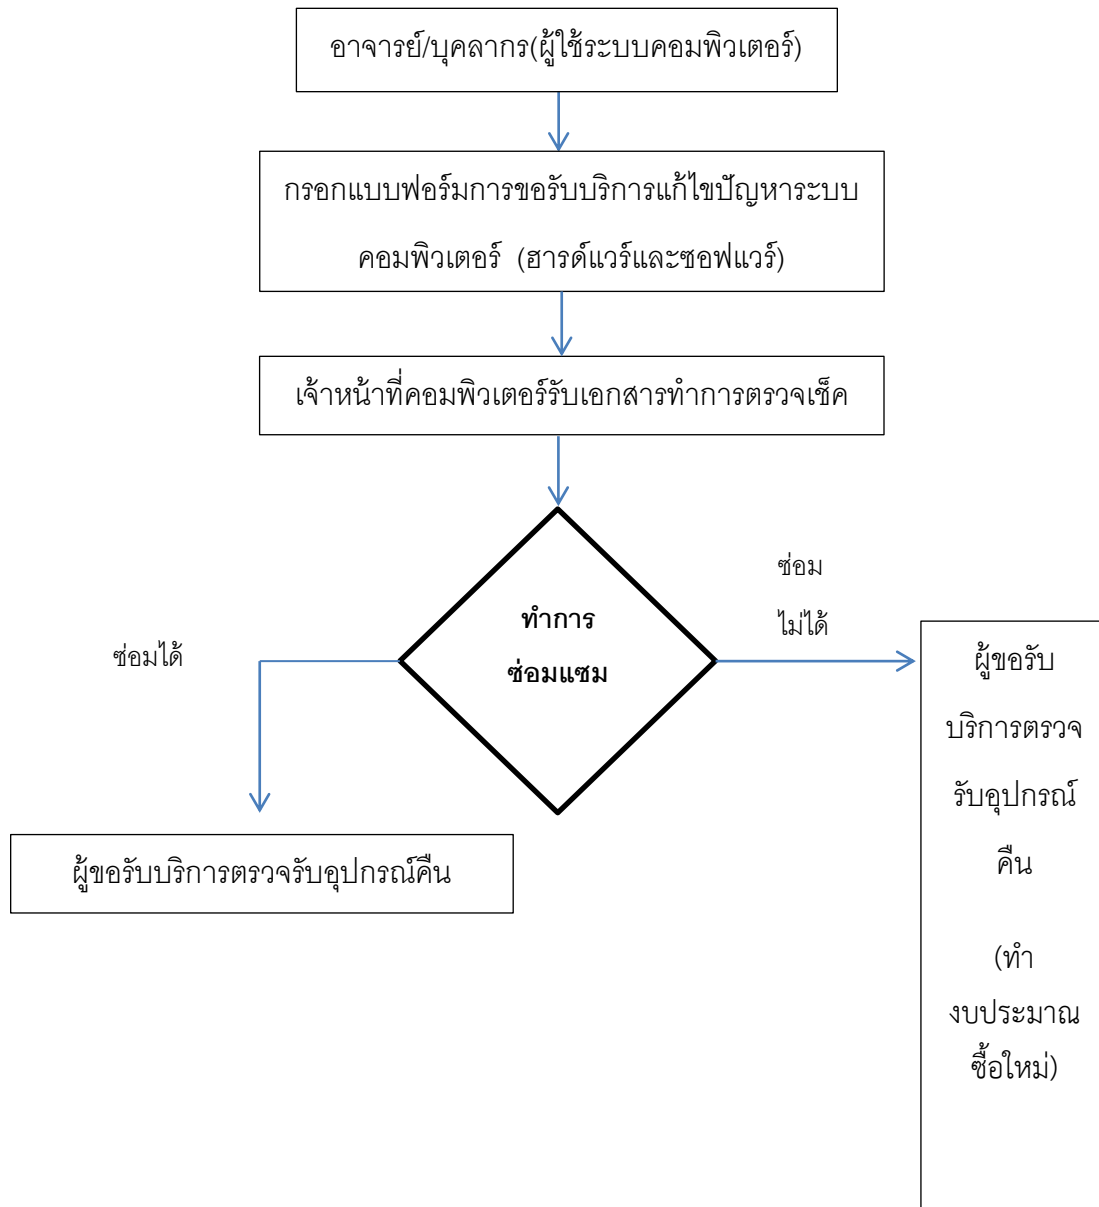 อาจารย์/บุคลากร(ผู้ใช้ระบบคอมพิวเตอร์)
กรอกแบบฟอร์มการขอรับบริการแก้ไขปัญหาระบบ
คอมพิวเตอร์ (ฮารด์แวร์และซอฟแวร์)
เจ้าหน้าที่คอมพิวเตอร์รับเอกสารทำการตรวจเช็ค
ทำการ
ซ่อมแซม
ซ่อมได้
ซ่อม
ไม่ได้
ผู้ขอรับบริการตรวจรับอุปกรณ์คืน
ผู้ขอรับ
บริการตรวจ
รับอุปกรณ์
คืน
(ทำ
งบประมาณ
ซื้อใหม่)